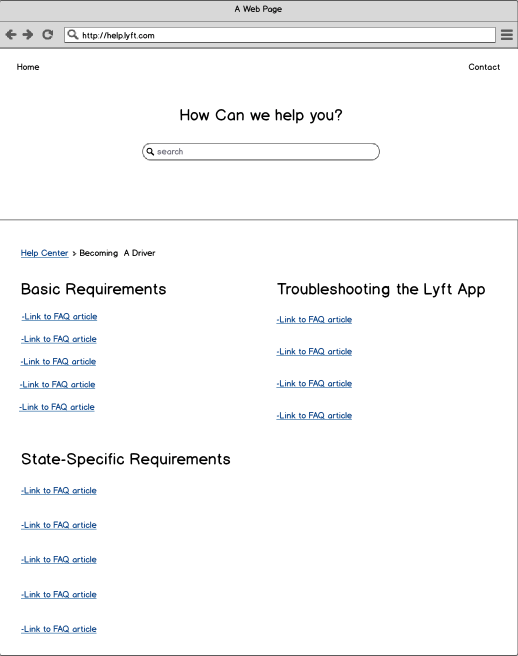 A Web Page
http://help.lyft.com
Home
Contact
How Can we help you?
search
Help Center > Becoming A Driver
Basic Requirements
-Link to FAQ article
-Link to FAQ article
-Link to FAQ article
-Link to FAQ article
-Link to FAQ article
Troubleshooting the Lyft App
-Link to FAQ article
-Link to FAQ article
-Link to FAQ article
-Link to FAQ article
State-Specific Requirements
-Link to FAQ article
-Link to FAQ article
-Link to FAQ article
-Link to FAQ article
-Link to FAQ article